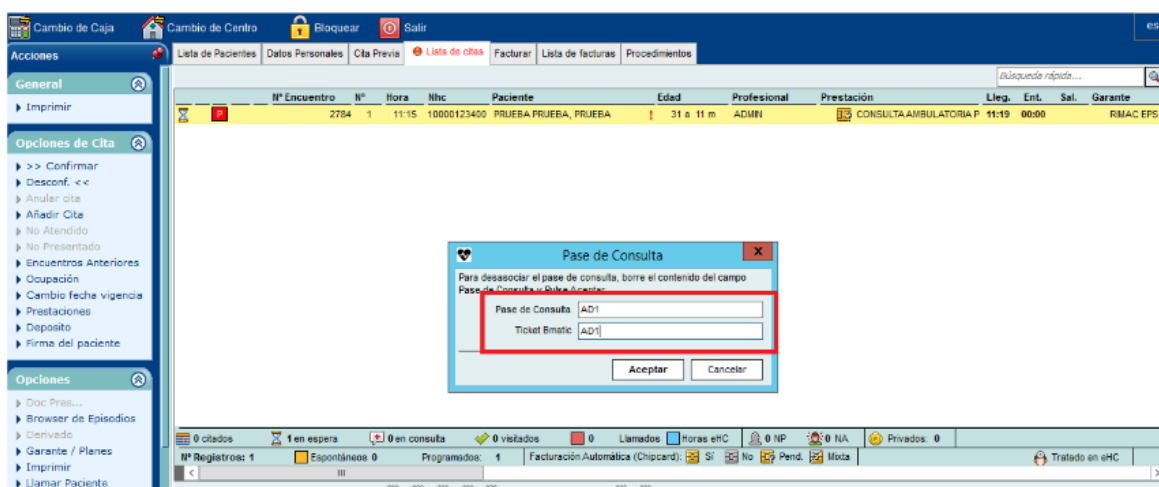 Cambio de Caja Cambio de Centro Bloquear Salir es
Acciones
Lista de Pacientes Datos Personales Cita Previa Lista de citas Facturar Lista de facturas Procedimientos
Búsqueda rápida...
General
Imprimir
Nº Encuentro Nº Hora Nhc Paciente Edad Profesional Prestación Lleg. Ent. Sal. Garante
P 2784 1 11:15 10000123400 PRUEBA PRUEBA, PRUEBA ! 31 a 11 m ADMIN CONSULTA AMBULATORIA P 11:19 00:00 RIMAC EPS
Opciones de Cita
>> Confirmar
Desconf. <<
Anular cita
Añadir Cita
No Atendido
No Presentado
Encuentros Anteriores
Ocupación
Cambio fecha vigencia
Prestaciones
Deposito
Firma del paciente
Pase de Consulta X
Para desasociar el pase de consulta, borre el contenido del campo
Pase de Consulta y Pulse Aceptar
Pase de Consulta AD1
Ticket Bmatic AD1
Aceptar Cancelar
Opciones
Doc Pres...
Browser de Episodios
Derivado
Garante / Planes
Imprimir
Llamar Paciente
0 citados 1 en espera 0 en consulta 0 visitados 0 Llamados Horas eHC 0 NP 0 NA Privados: 0
Nº Registros: 1 Espontáneos 0 Programados: 1 Facturación Automática (Chipcard): Sí No Pend. Mixta Tratado en eHC